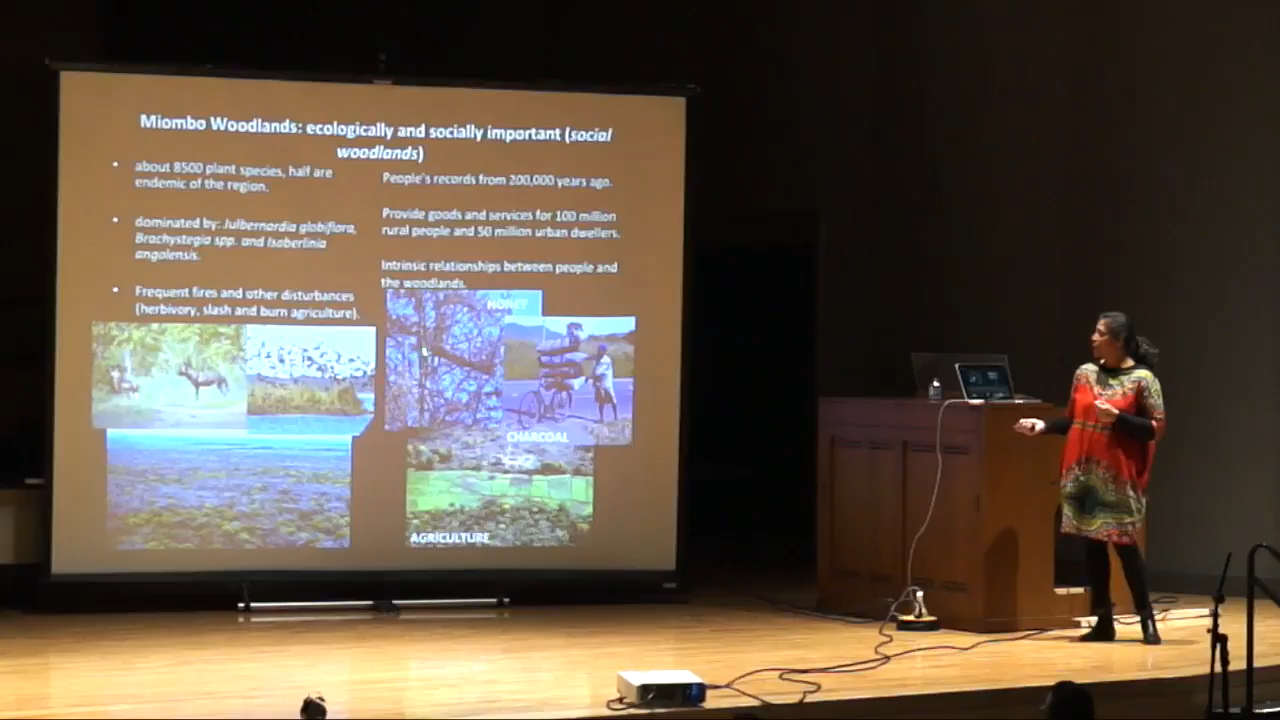 Miombo Woodlands: ecologically and socially important (social
woodlands)
• about 8500 plant species, half are
endemic of the region.
• dominated by: Julbernardia globiflora,
Brachystegia spp. and Isoberlinia
angolensis.
• Frequent fires and other disturbances
(herbivory, slash and burn agriculture).
People's records from 200,000 years ago.
Provide goods and services for 100 million
rural people and 50 million urban dwellers.
Intrinsic relationships between people and
the woodlands.
HONEY
CHARCOAL
AGRICULTURE